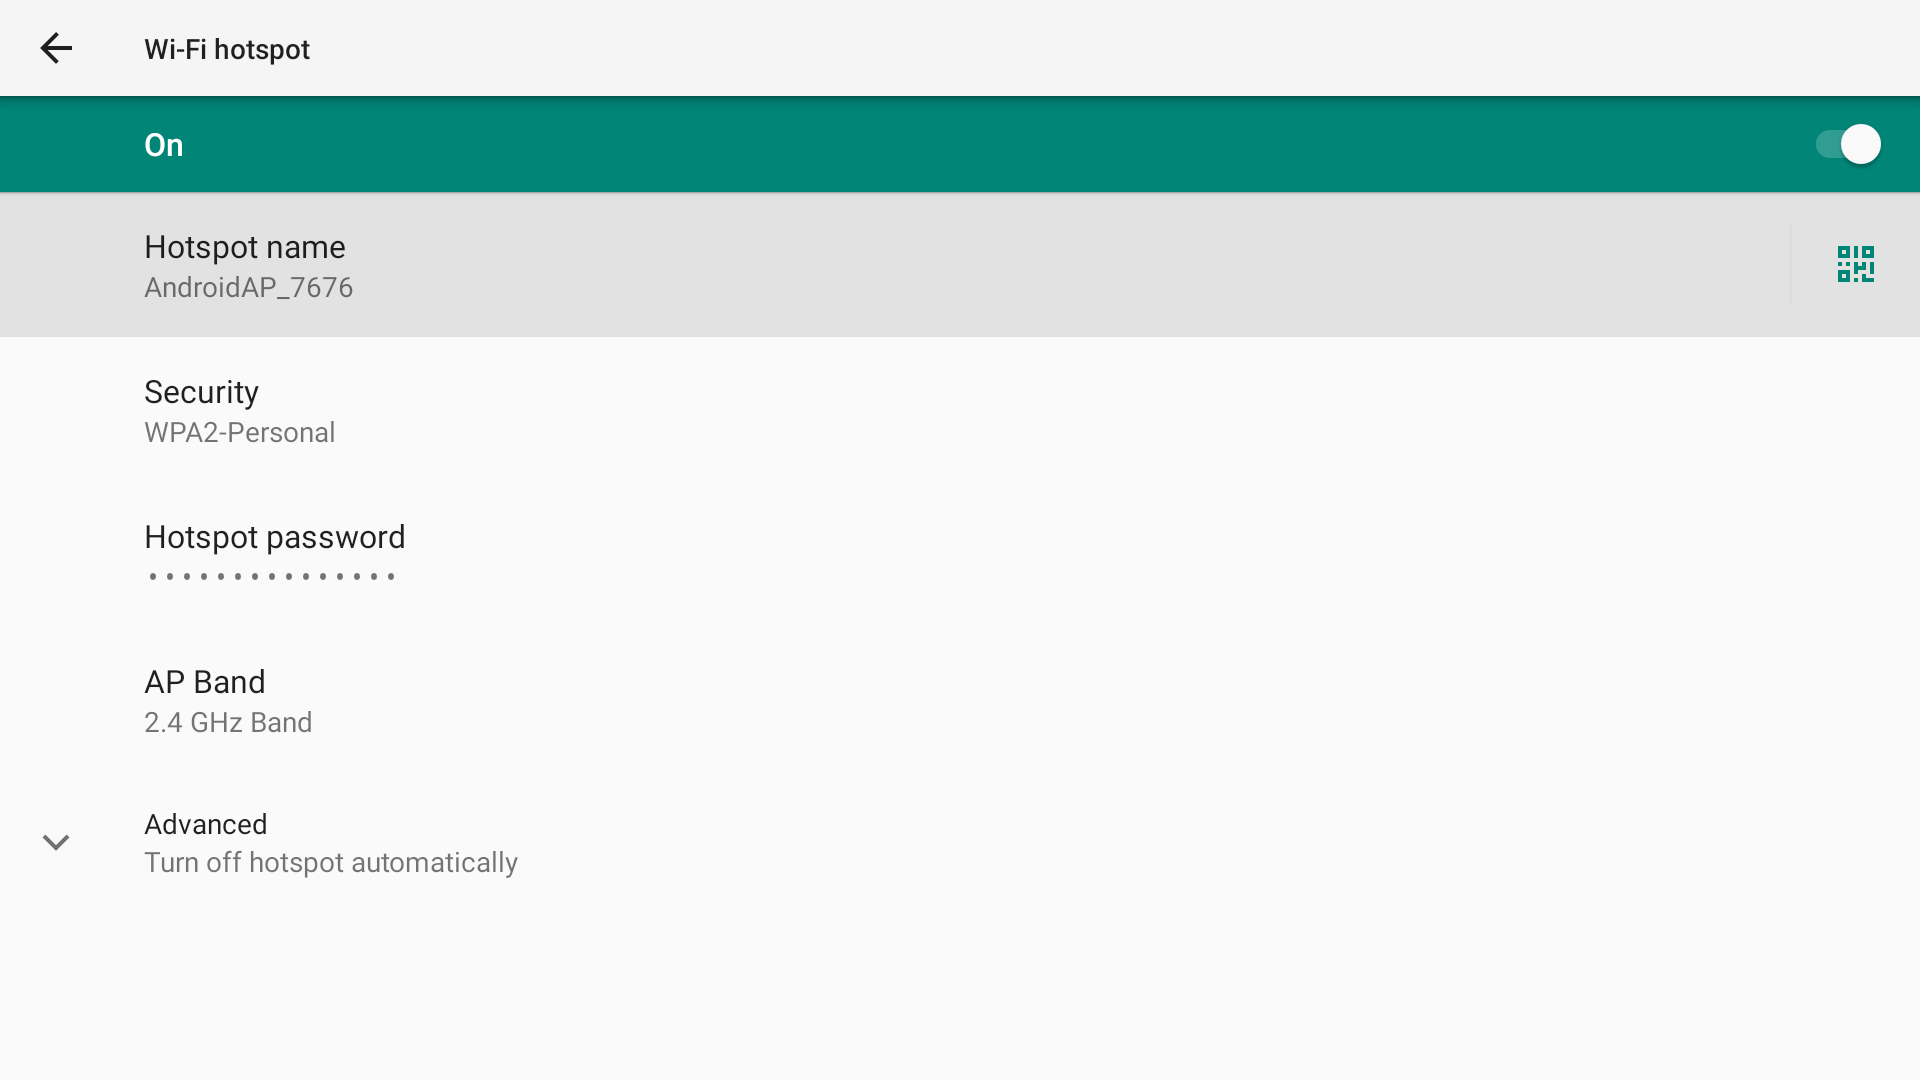 Wi-Fi hotspot
On
Hotspot name
AndroidAP_7676
Security
WPA2-Personal
Hotspot password
•••••••••••••••
AP Band
2.4 GHz Band
Advanced
Turn off hotspot automatically